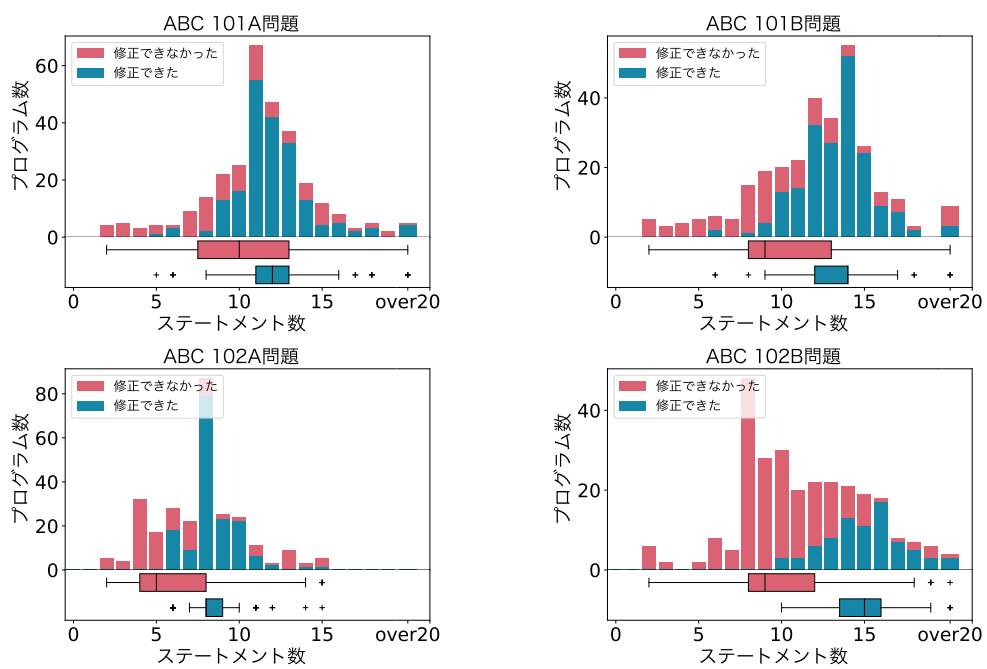 ABC 101A問題
修正できなかった
修正できた
プログラム数
60
40
20
0
0 5 10 15 over20
ステートメント数
ABC 101B問題
修正できなかった
修正できた
プログラム数
40
20
0
0 5 10 15 over20
ステートメント数
ABC 102A問題
修正できなかった
修正できた
プログラム数
80
60
40
20
0
0 5 10 15 over20
ステートメント数
ABC 102B問題
修正できなかった
修正できた
プログラム数
40
20
0
0 5 10 15 over20
ステートメント数